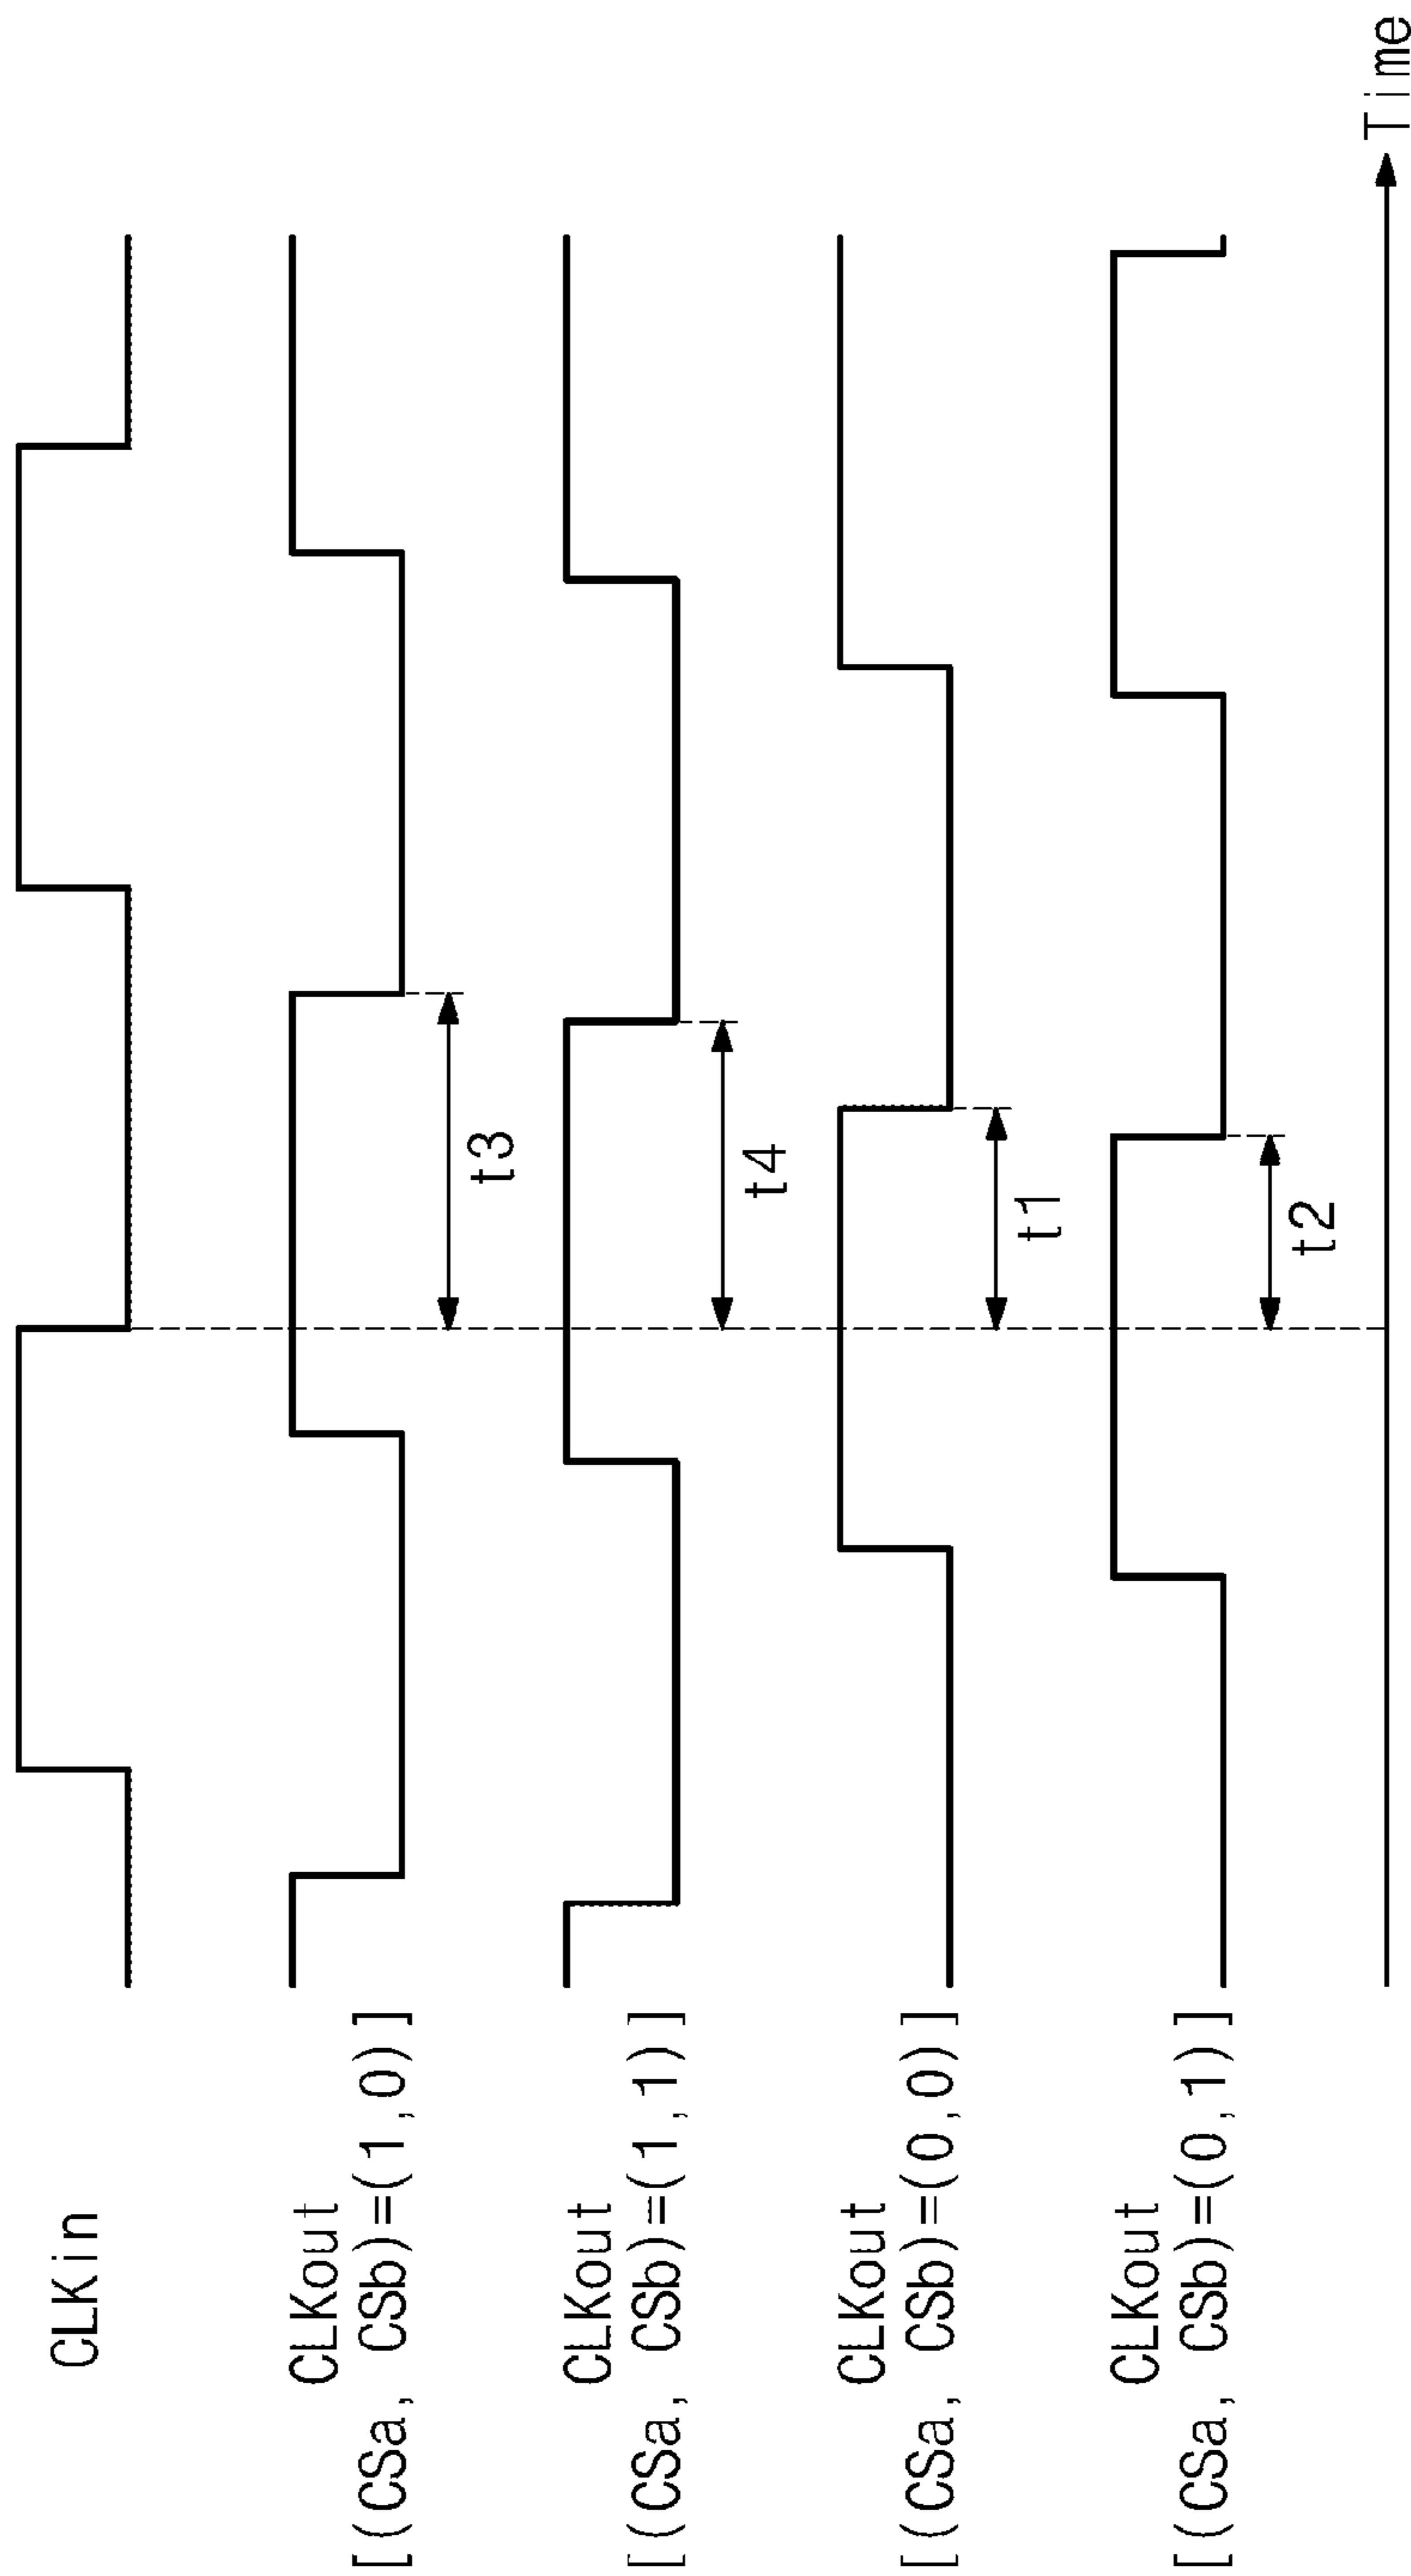 CLKin
CLKout
[(CSa, CSb)=(1,0)]
t3
CLKout
[(CSa, CSb)=(1,1)]
t4
CLKout
[(CSa, CSb)=(0,0)]
t1
CLKout
[(CSa, CSb)=(0,1)]
t2
Time